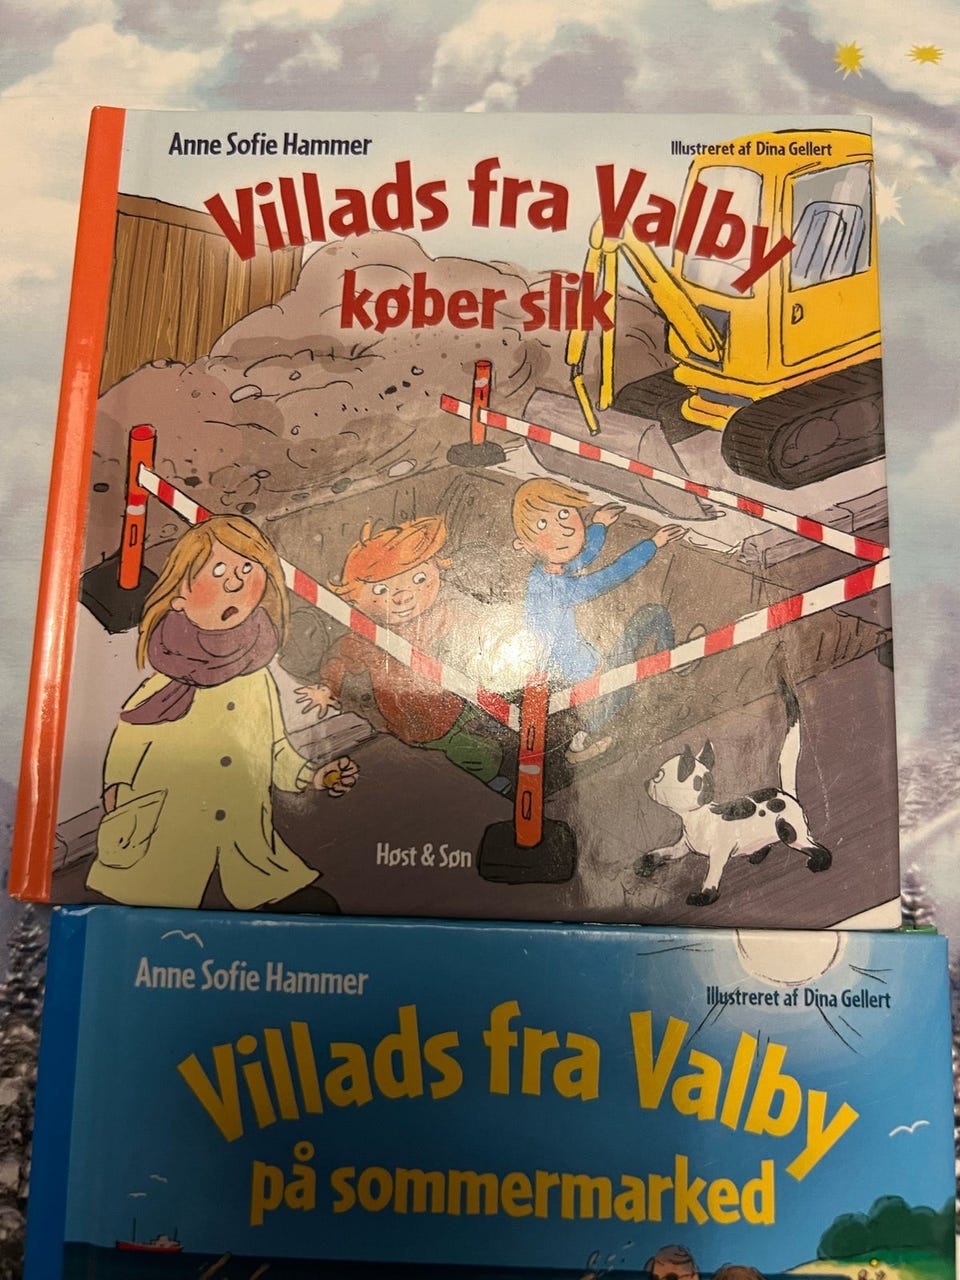 Anne Sofie Hammer
Illustreret af Dina Gellert
Villads fra Valby
køber slik
Høst & Søn
Anne Sofie Hammer
Illustreret af Dina Gellert
Villads fra Valby
på sommermarked